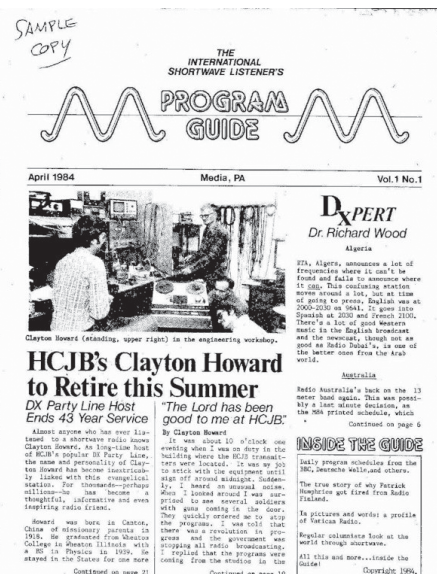 SAMPLE
COPY
THE
INTERNATIONAL
SHORTWAVE LISTENER'S
PROGRAM
GUIDE
April 1984
Media, PA
Vol.1 No.1
Clayton Howard (standing, upper right) in the engineering workshop.
HCJB's Clayton Howard
to Retire this Summer
DX Party Line Host
Ends 43 Year Service
Almost anyone who has ever lis-
tened to a shortwave radio knows
Clayton Howard. As long-time host
of HCJB's popular DX Party Line,
the name and personality of Clay-
ton Howard has become inextricab-
ly linked with this evangelical
station. For thousands--perhaps
millions--he has become a
thoughtful, informative and even
inspiring radio friend.
Howard was born in Canton,
China of missionary parents in
1918. He graduated from Wheaton
College in Wheaton Illinois with
a BS in Physics in 1939. He
stayed in the States for one more
Continued on page 21
"The Lord has been
good to me at HCJB."
By Clayton Howard
It was about 10 o'clock one
evening when I was on duty in the
building where the HCJB transmit-
ters were located. It was my job
to stick with the equipment until
sign off around midnight. Sudden-
ly, I heard an unusual noise.
When I looked around I was sur-
prised to see several soldiers
with guns coming in the door.
They quickly ordered me to stop
the programs. I was told that
there was a revolution in pro-
gress and the government was
stopping all radio broadcasting.
I replied that the programs were
coming from the studios in the
Continued on page 10
DXPERT
Dr. Richard Wood
Algeria
RTA, Algers, announces a lot of
frequencies where it can't be
found and fails to announce where
it can. This confusing station
moves around a lot, but at time
of going to press, English was at
2000-2030 on 9641. It goes into
Spanish at 2030 and French 2100.
There's a lot of good Western
music in the English broadcast
and the newscast, though not as
good as Radio Dubai's, is one of
the better ones from the Arab
world.
Australia
Radio Australia's back on the 13
meter band again. This was possi-
bly a last minute decision, as
the M84 printed schedule, which
Continued on page 6
INSIDE THE GUIDE
Daily program schedules from the
BBC, Deutsche Welle, and others.
The true story of why Patrick
Humphries got fired from Radio
Finland.
In pictures and words: a profile
of Vatican Radio.
Regular columnists look at the
world through shortwave.
All this and more...inside the
Guide!
Copyright 1984.